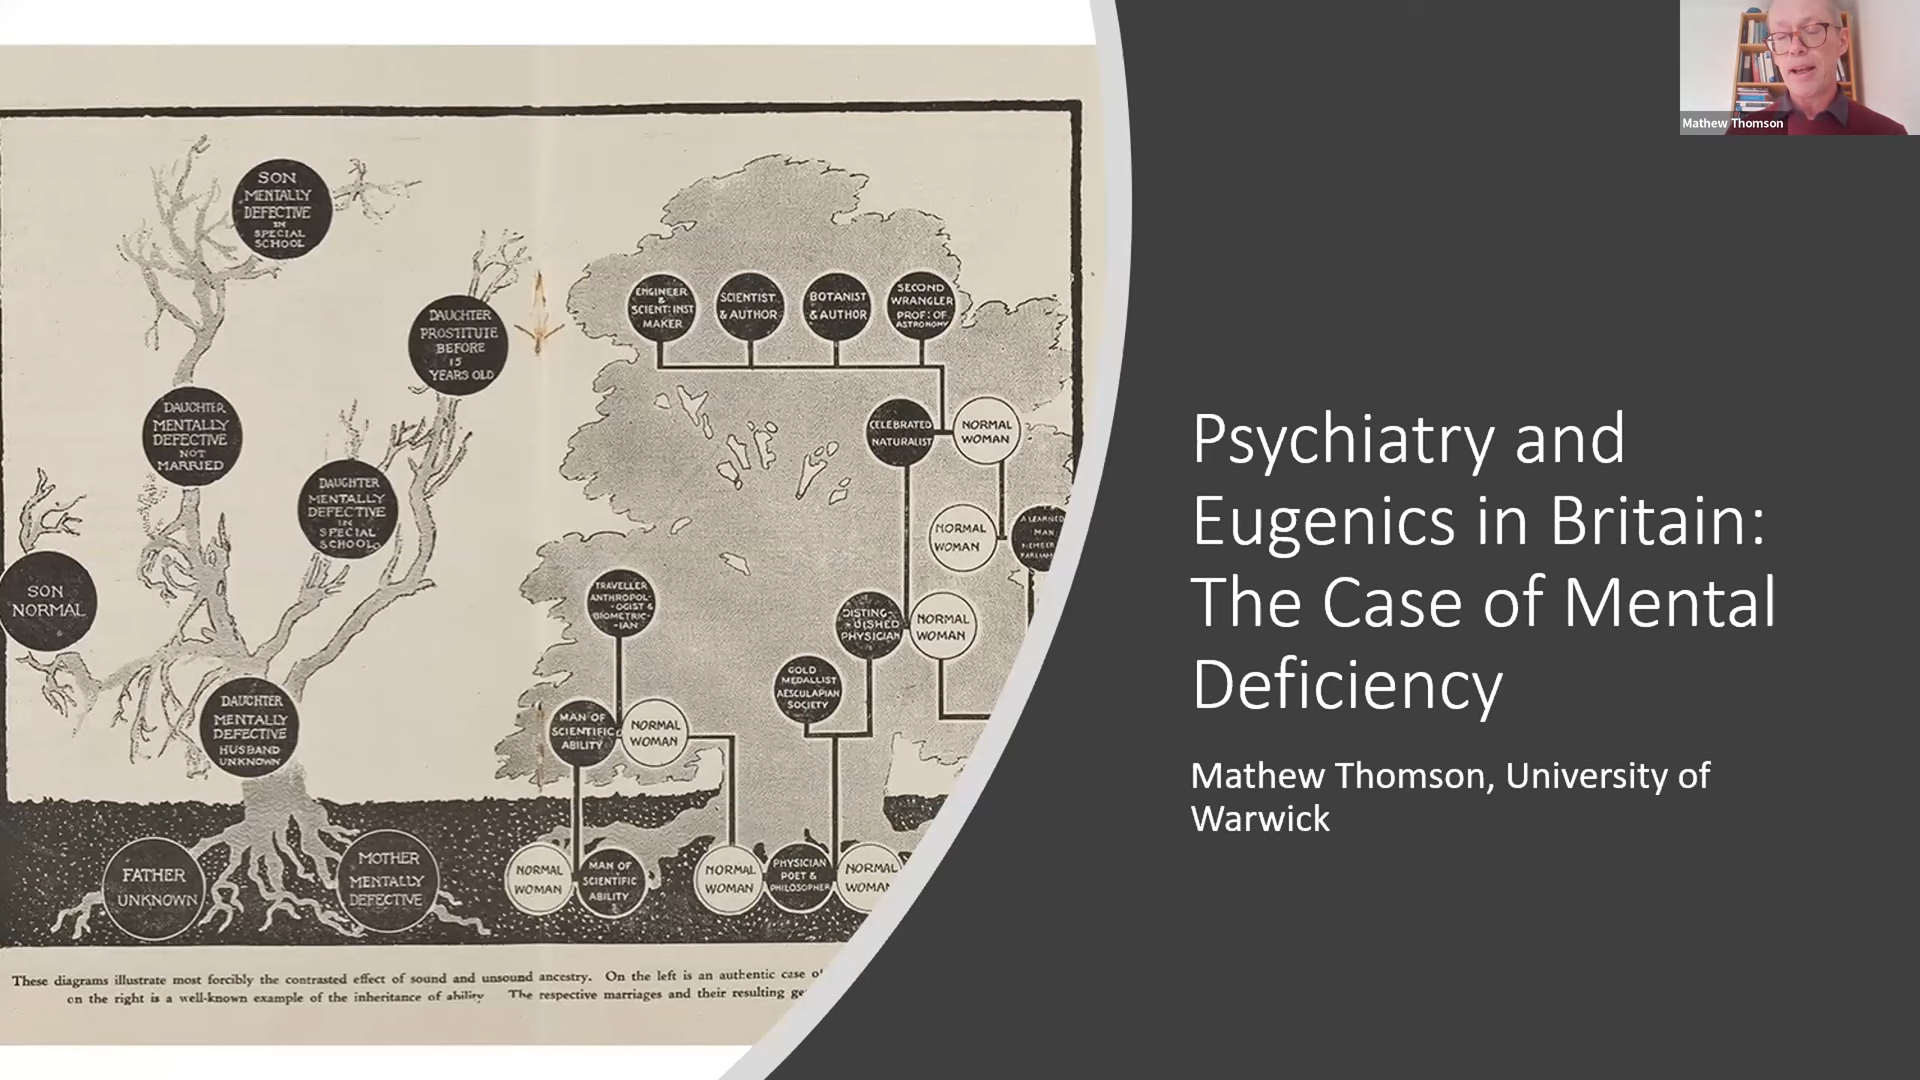 SON
MENTALLY
DEFECTIVE
IN
SPECIAL
SCHOOL
DAUGHTER
PROSTITUTE
BEFORE
15
YEARS OLD
DAUGHTER
MENTALLY
DEFECTIVE
NOT
MARRIED
DAUGHTER
MENTALLY
DEFECTIVE
IN
SPECIAL
SCHOOL
SON
NORMAL
DAUGHTER
MENTALLY
DEFECTIVE
HUSBAND
UNKNOWN
FATHER
UNKNOWN
MOTHER
MENTALLY
DEFECTIVE
ENGINEER
&
SCIENT: INST
MAKER
SCIENTIST
& AUTHOR
BOTANIST
& AUTHOR
SECOND
WRANGLER
PROF: OF
ASTRONOMY
CELEBRATED
NATURALIST
NORMAL
WOMAN
NORMAL
WOMAN
A LEARNED
MAN
MEMBER
PARLIAM
TRAVELLER
ANTHROPOL-
-OGIST &
BIOMETRIC-
-IAN
DISTING-
-UISHED
PHYSICIAN
NORMAL
WOMAN
GOLD
MEDALLIST
AESCULAPIAN
SOCIETY
MAN OF
SCIENTIFIC
ABILITY
NORMAL
WOMAN
NORMAL
WOMAN
MAN OF
SCIENTIFIC
ABILITY
NORMAL
WOMAN
PHYSICIAN
POET &
PHILOSOPHER
NORMAL
WOMAN
These diagrams illustrate most forcibly the contrasted effect of sound and unsound ancestry. On the left is an authentic case
on the right is a well-known example of the inheritance of ability The respective marriages and their resulting
Mathew Thomson
Psychiatry and
Eugenics in Britain:
The Case of Mental
Deficiency
Mathew Thomson, University of
Warwick